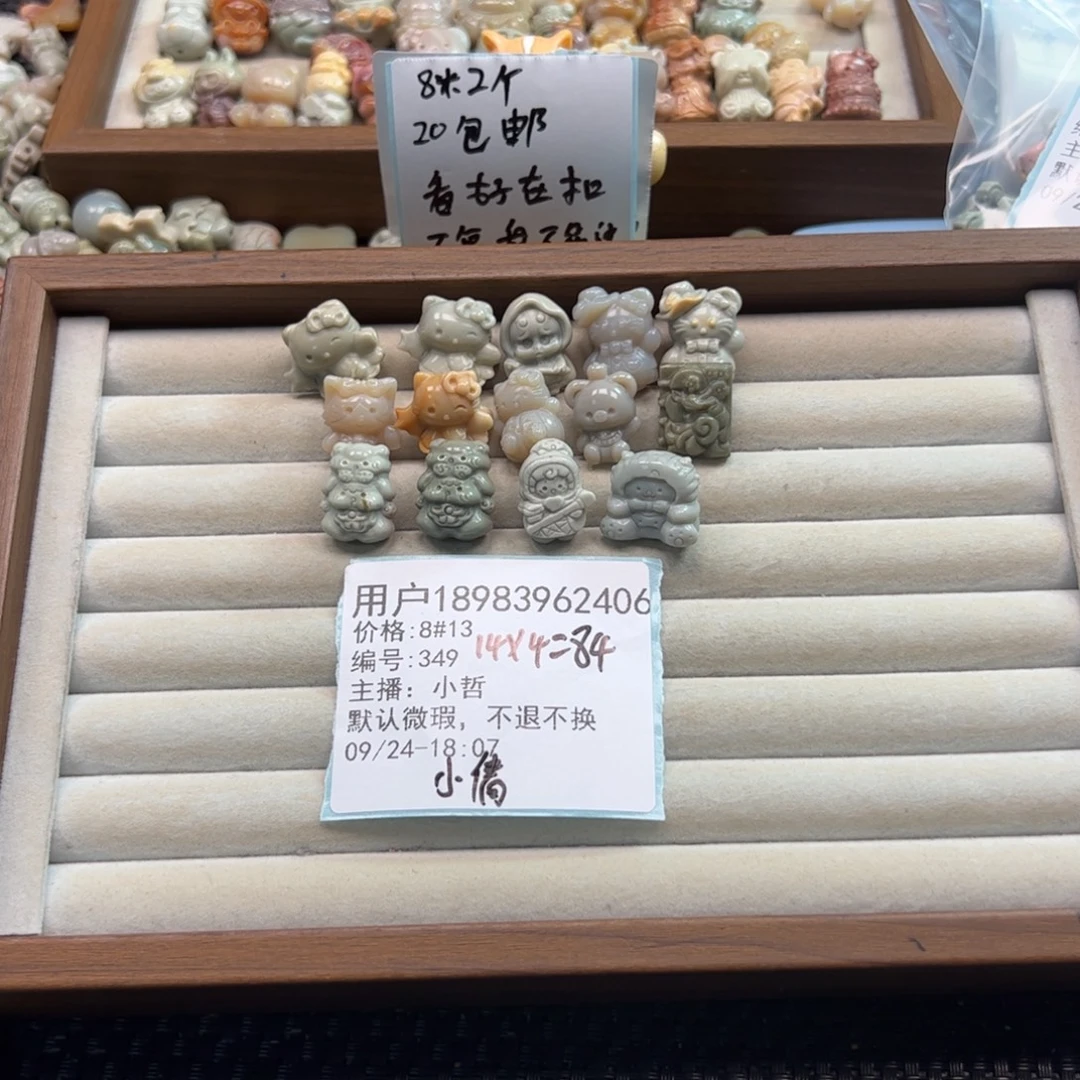 8米2个
20包邮
看好在扣
用户18983962406
价格:8#13
14x4=84
编号:349
主播：小哲
默认微瑕，不退不换
09/24-18:07
小倩